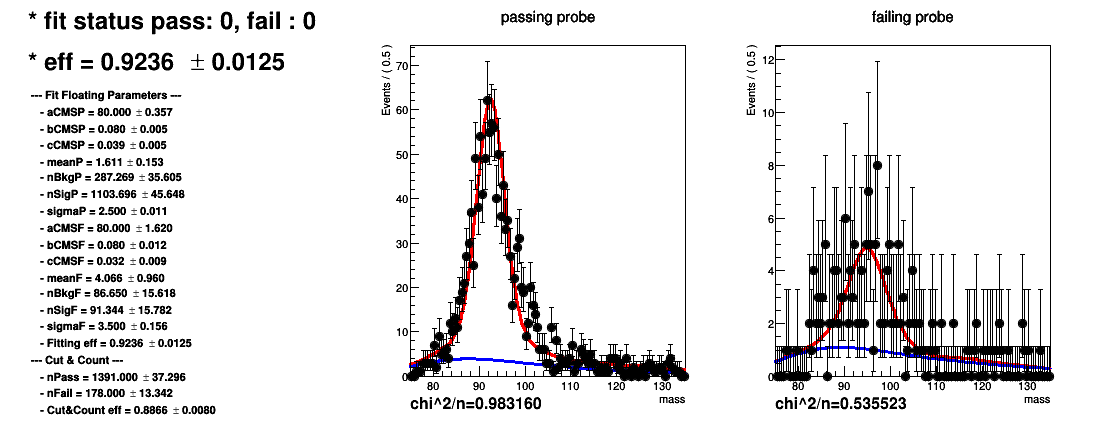 * fit status pass: 0, fail : 0
* eff = 0.9236 ± 0.0125
--- Fit Floating Parameters ---
- aCMSP = 80.000 ± 0.357
- bCMSP = 0.080 ± 0.005
- cCMSP = 0.039 ± 0.005
- meanP = 1.611 ± 0.153
- nBkgP = 287.269 ± 35.605
- nSigP = 1103.696 ± 45.648
- sigmaP = 2.500 ± 0.011
- aCMSF = 80.000 ± 1.620
- bCMSF = 0.080 ± 0.012
- cCMSF = 0.032 ± 0.009
- meanF = 4.066 ± 0.960
- nBkgF = 86.650 ± 15.618
- nSigF = 91.344 ± 15.782
- sigmaF = 3.500 ± 0.156
- Fitting eff = 0.9236 ± 0.0125
--- Cut & Count ---
- nPass = 1391.000 ± 37.296
- nFail = 178.000 ± 13.342
- Cut&Count eff = 0.8866 ± 0.0080
passing probe
Events / ( 0.5 )
70
60
50
40
30
20
10
0
80 90 100 110 120 130
mass
chi^2/n=0.983160
failing probe
Events / ( 0.5 )
12
10
8
6
4
2
0
80 90 100 110 120 130
mass
chi^2/n=0.535523